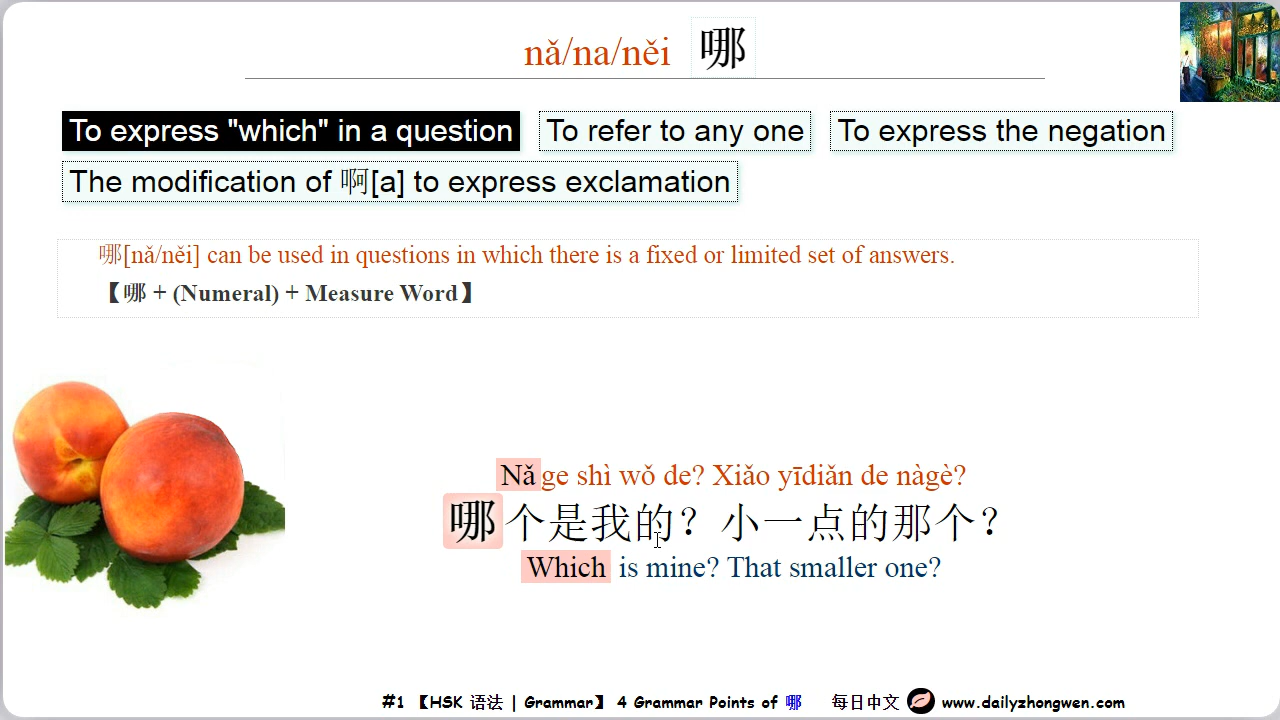 nǎ/na/něi 哪
To express "which" in a question To refer to any one To express the negation
The modification of 啊[a] to express exclamation
哪[nǎ/něi] can be used in questions in which there is a fixed or limited set of answers.
【哪 + (Numeral) + Measure Word】
Nǎ ge shì wǒ de? Xiǎo yīdiǎn de nàgè?
哪个是我的？小一点的那个？
Which is mine? That smaller one?
#1 【HSK 语法 | Grammar】 4 Grammar Points of 哪 每日中文 www.dailyzhongwen.com